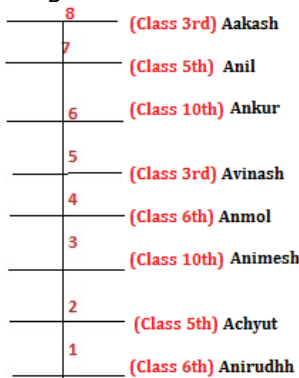 8 (Class 3rd) Aakash
7
(Class 5th) Anil
6 (Class 10th) Ankur
5
(Class 3rd) Avinash
4
(Class 6th) Anmol
3
(Class 10th) Animesh
2
(Class 5th) Achyut
1
(Class 6th) Anirudhh